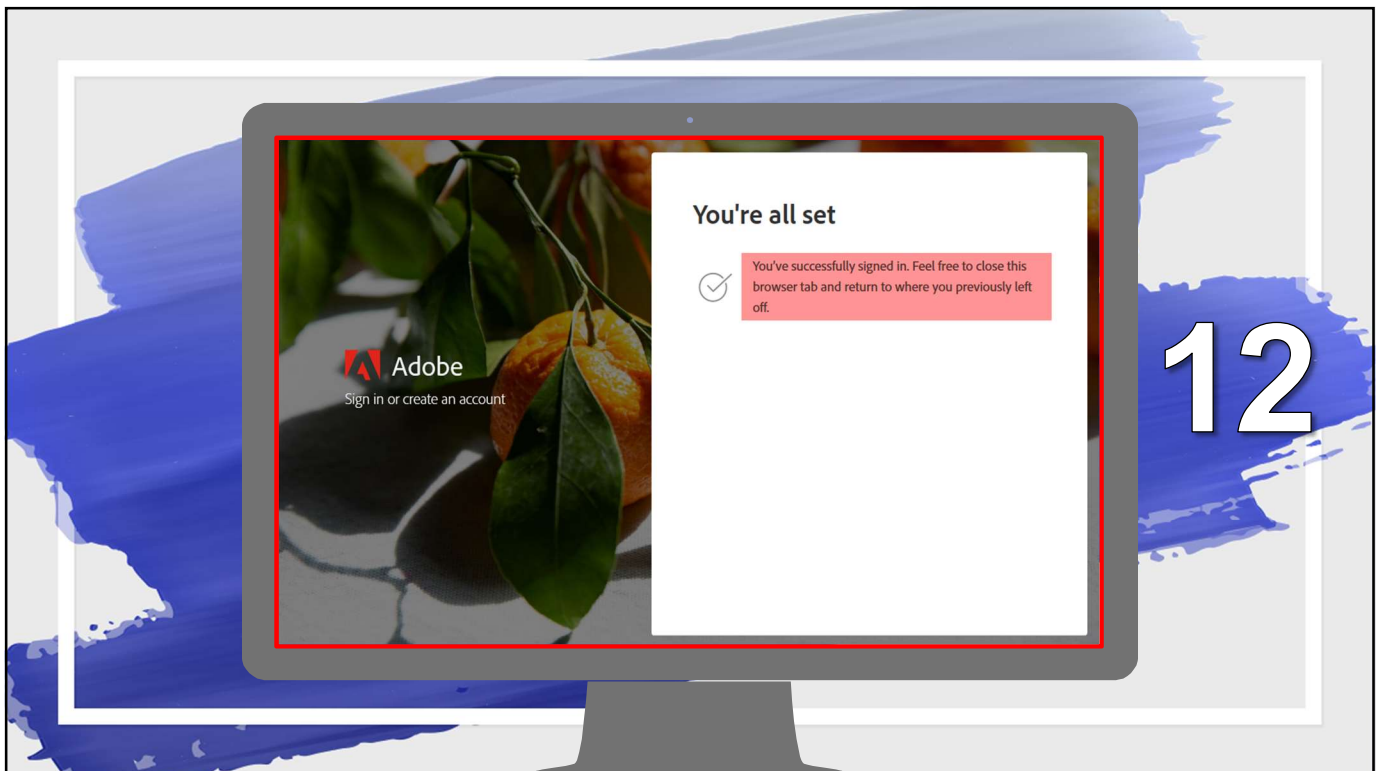 You're all set
You've successfully signed in. Feel free to close this
browser tab and return to where you previously left
off.
Adobe
Sign in or create an account
12